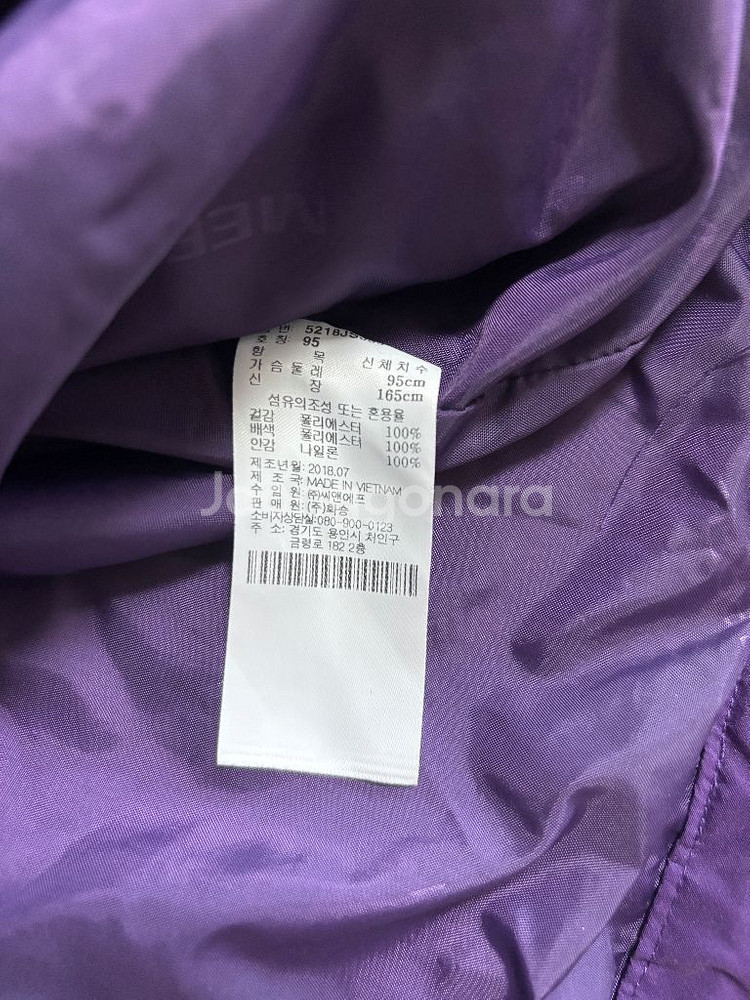 호칭: 95
항 목 신체치수
가슴둘레 95cm
신 장 165cm
섬유의조성 또는 혼용율
겉감 폴리에스터 100%
배색 폴리에스터 100%
안감 나일론 100%
제조년월: 2018.07
제 조 국: MADE IN VIETNAM
수 입 원: (주)씨앤에프
판 매 원: (주)화승
소비자상담실:080-900-0123
주 소: 경기도 용인시 처인구
금령로 182 2층
Joonggonara